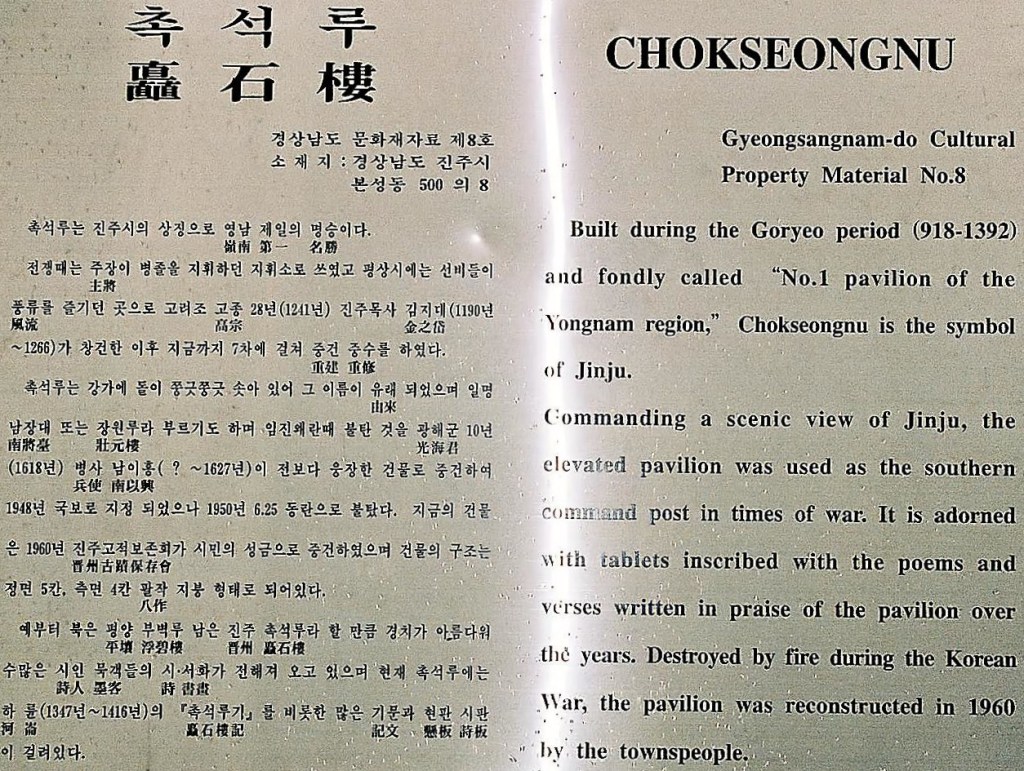 촉석루
矗石樓
경상남도 문화재자료 제8호
소재지 : 경상남도 진주시
본성동 500 의 8
촉석루는 진주시의 상징으로 영남 제일의 명승이다.
嶺南 第一 名勝
전쟁때는 주장이 병졸을 지휘하던 지휘소로 쓰였고 평상시에는 선비들이
主將
풍류를 즐기던 곳으로 고려조 고종 28년(1241년) 진주목사 김지대(1190년
風流 高宗 金之岱
~1266)가 창건한 이후 지금까지 7차에 걸쳐 중건 중수를 하였다.
重建 重修
촉석루는 강가에 돌이 쭝긋쭝긋 솟아 있어 그 이름이 유래 되었으며 일명
由來
남장대 또는 장원루라 부르기도 하며 임진왜란때 불탄 것을 광해군 10년
南將臺 壯元樓 光海君
(1618년) 병사 남이흥( ? ~1627년)이 전보다 웅장한 건물로 중건하여
兵使 南以興
1948년 국보로 지정 되었으나 1950년 6.25 동란으로 불탔다. 지금의 건물
은 1960년 진주고적보존회가 시민의 성금으로 중건하였으며 건물의 구조는
晋州古蹟保存會
정면 5칸, 측면 4칸 팔작 지붕 형태로 되어있다.
八作
예부터 북은 평양 부벽루 남은 진주 촉석루라 할 만큼 경치가 아름다워
平壤 浮碧樓 晋州 矗石樓
수많은 시인 묵객들의 시·서화가 전해져 오고 있으며 현재 촉석루에는
詩人 墨客 詩 書畫
하 륜(1347년~1416년)의 『촉석루기』를 비롯한 많은 기문과 현판 시판
河 崙 矗石樓記 記文 懸板 詩板
이 걸려있다.
CHOKSEONGNU
Gyeongsangnam-do Cultural
Property Material No.8
Built during the Goryeo period (918-1392)
and fondly called “No.1 pavilion of the
Yongnam region,” Chokseongnu is the symbol
of Jinju.
Commanding a scenic view of Jinju, the
elevated pavilion was used as the southern
command post in times of war. It is adorned
with tablets inscribed with the poems and
verses written in praise of the pavilion over
the years. Destroyed by fire during the Korean
War, the pavilion was reconstructed in 1960
by the townspeople.